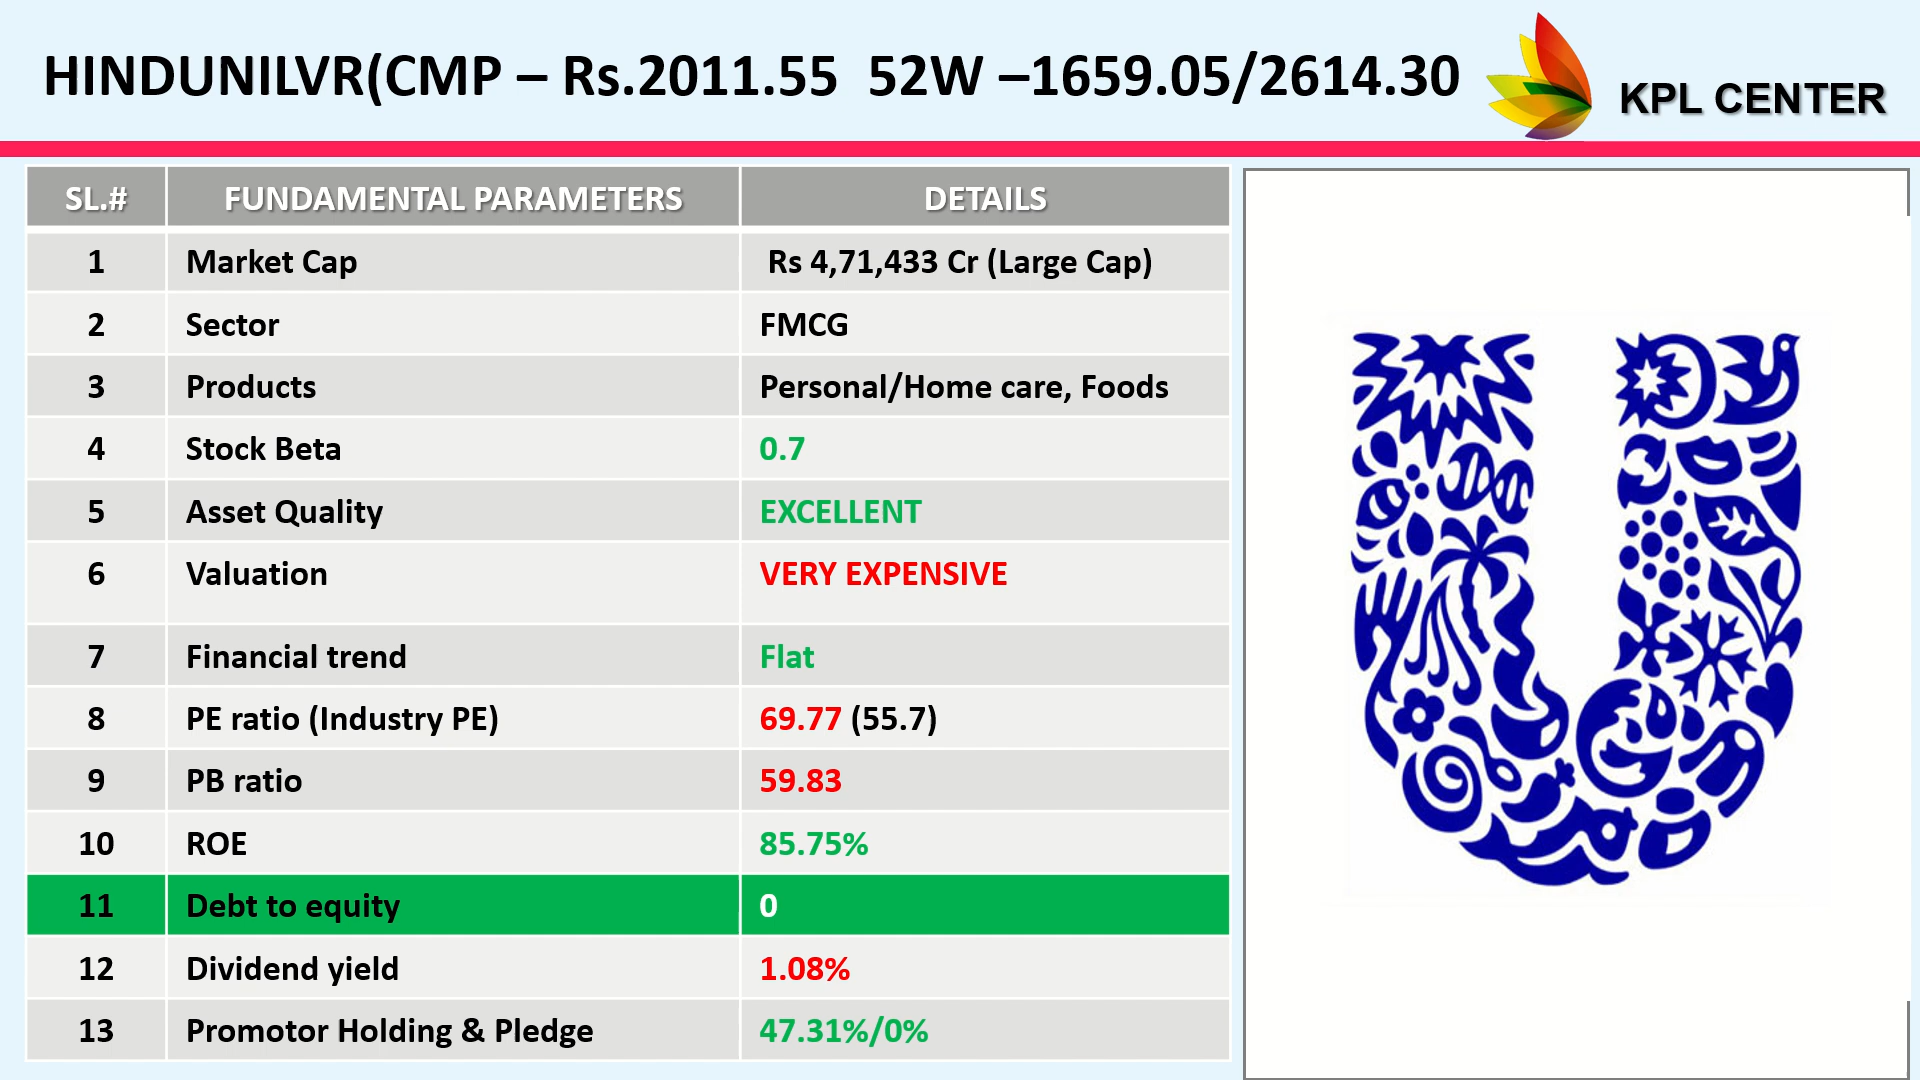 HINDUNILVR(CMP – Rs.2011.55  52W –1659.05/2614.30
KPL CENTER
SL.# FUNDAMENTAL PARAMETERS DETAILS
1 Market Cap Rs 4,71,433 Cr (Large Cap)
2 Sector FMCG
3 Products Personal/Home care, Foods
4 Stock Beta 0.7
5 Asset Quality EXCELLENT
6 Valuation VERY EXPENSIVE
7 Financial trend Flat
8 PE ratio (Industry PE) 69.77 (55.7)
9 PB ratio 59.83
10 ROE 85.75%
11 Debt to equity 0
12 Dividend yield 1.08%
13 Promotor Holding & Pledge 47.31%/0%